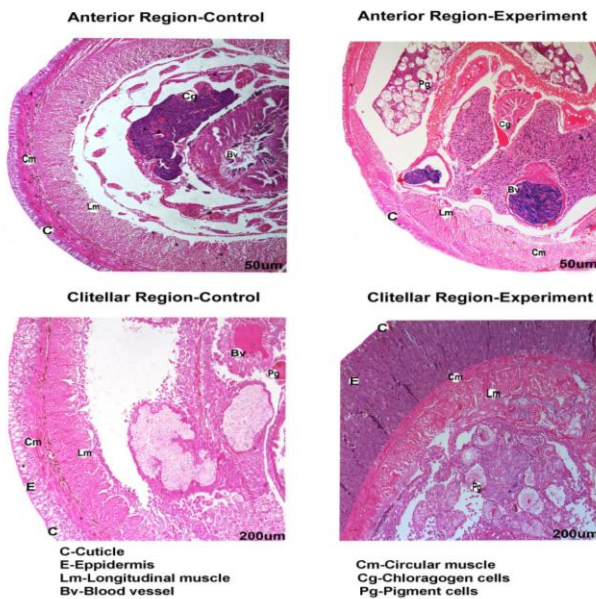 Anterior Region-Control
Anterior Region-Experiment
Cg
Bv
Cm
Lm
C
50um
Pg
Cg
Bv
C
Lm
Cm
50um
Clitellar Region-Control
Clitellar Region-Experiment
Bv
Pg
Cm
Lm
E
C
200um
C
E
Cm
Lm
Pg
200um
C-Cuticle
E-Eppidermis
Lm-Longitudinal muscle
Bv-Blood vessel
Cm-Circular muscle
Cg-Chloragogen cells
Pg-Pigment cells